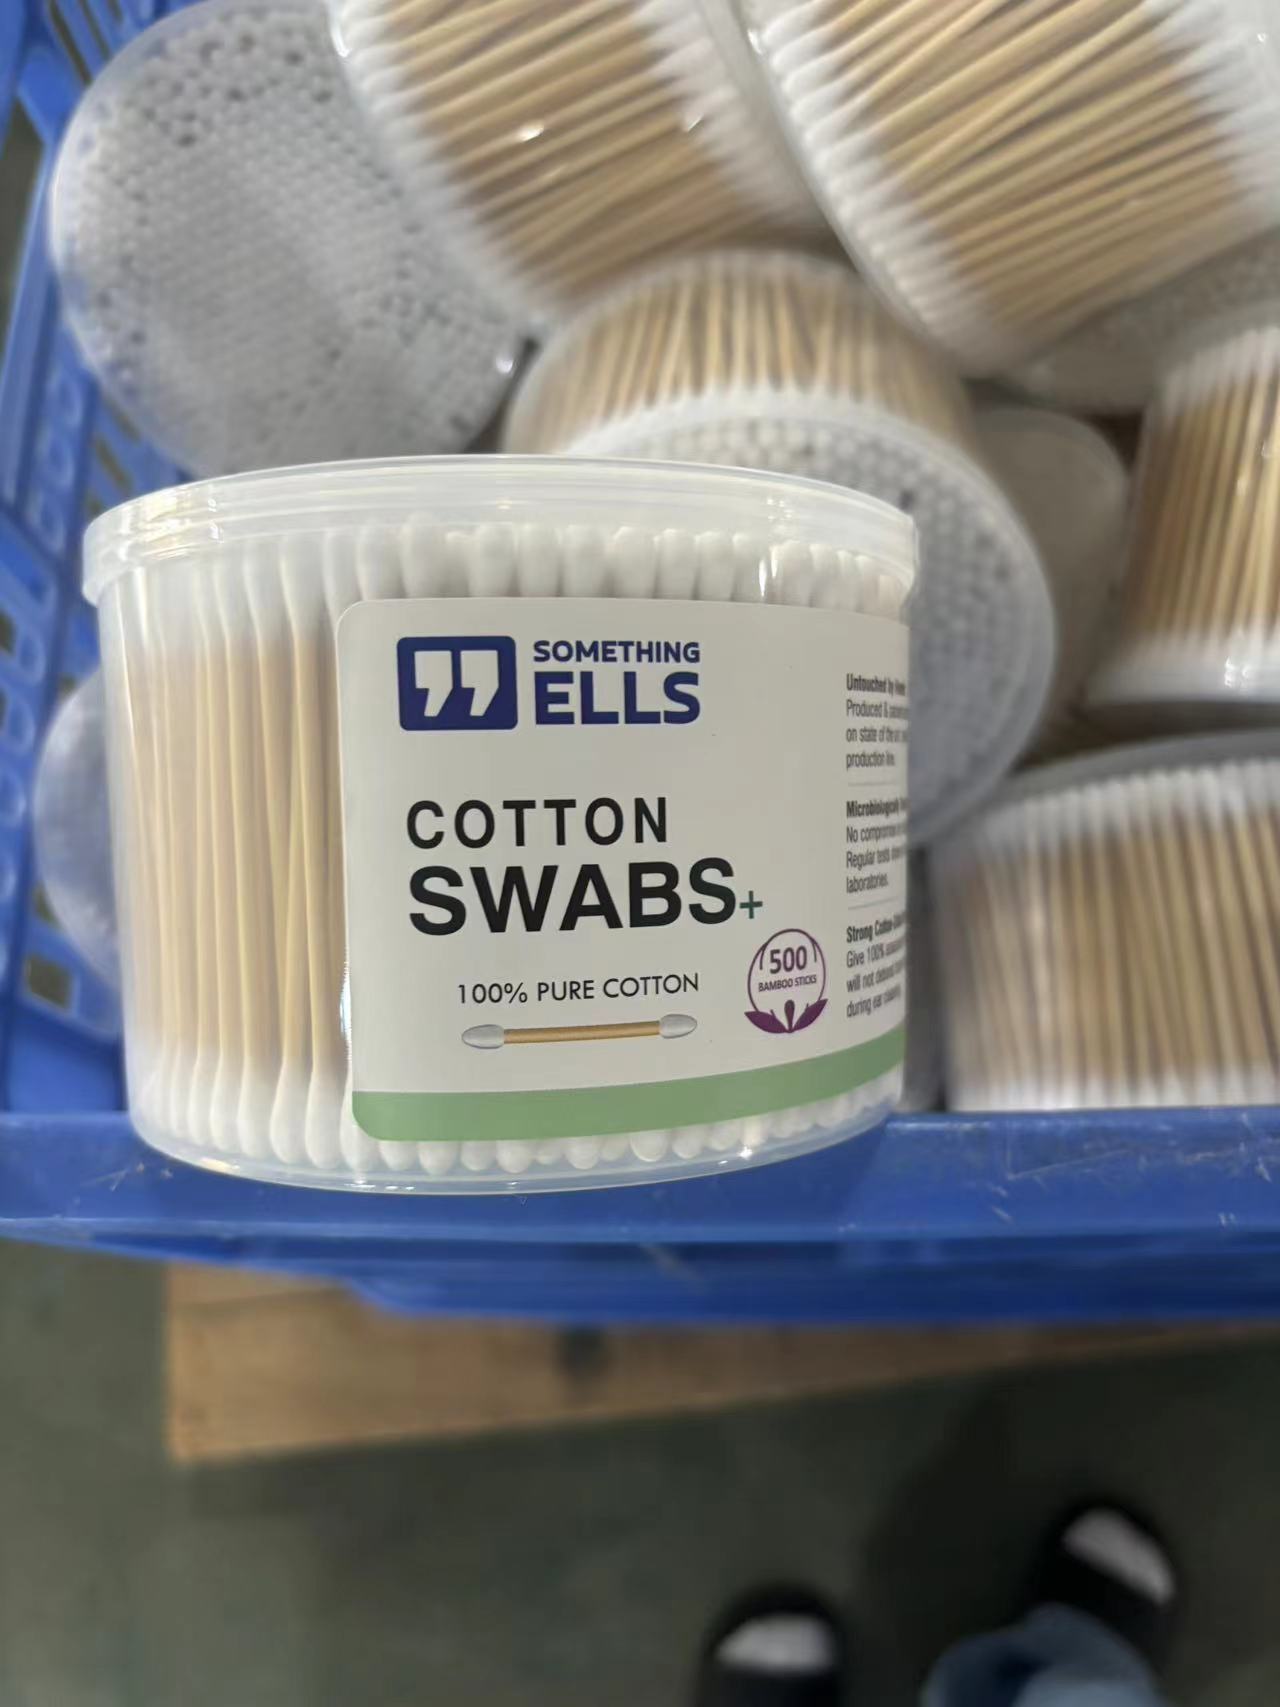 SOMETHING
ELLS
COTTON
SWABS+
100% PURE COTTON
500
BAMBOO STICKS
Untouched by
Produced &
on state of the
production line.
Microbiologically
No compromise
Regular tests
laboratories.
Strong Cotton
Give 100%
will not
during ear